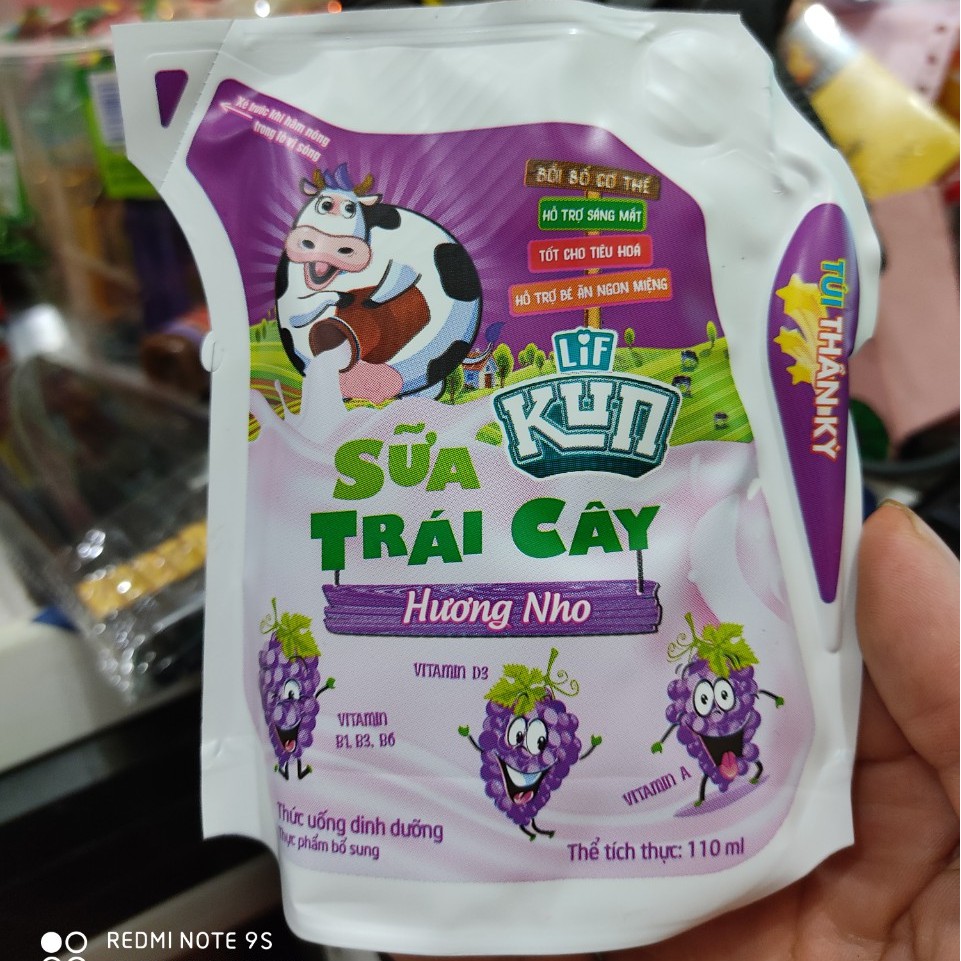 Xé trước khi hâm nóng
trong lò vi sóng
BỒI BỔ CƠ THỂ
HỖ TRỢ SÁNG MẮT
TỐT CHO TIÊU HOÁ
HỖ TRỢ BÉ ĂN NGON MIỆNG
TÚI THẦN KỲ
LiF
KUN
SỮA
TRÁI CÂY
Hương Nho
VITAMIN D3
VITAMIN
B1, B3, B6
VITAMIN A
Thức uống dinh dưỡng
Thực phẩm bổ sung
Thể tích thực: 110 ml
REDMI NOTE 9S